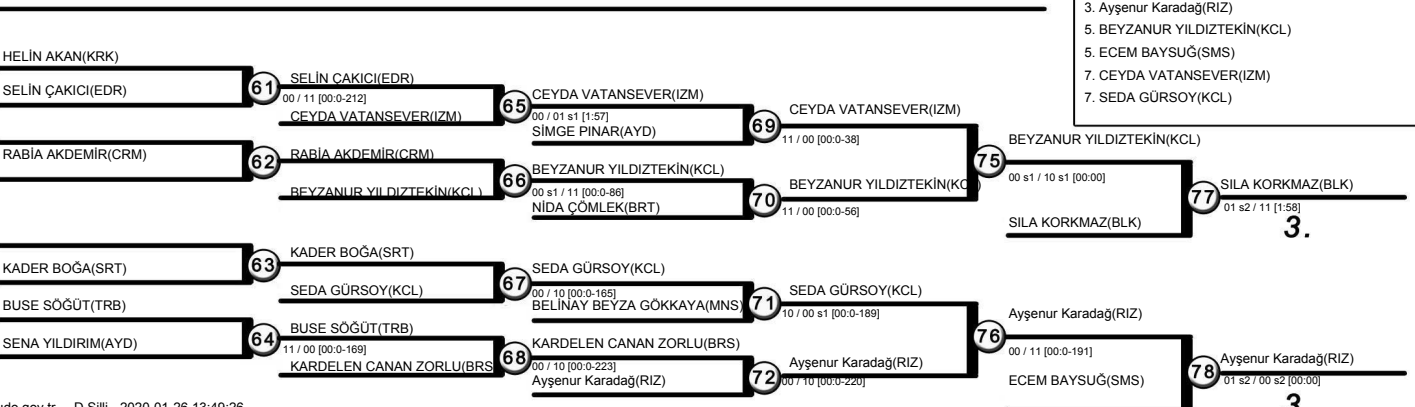 3. Ayşenur Karadağ(RIZ)
5. BEYZANUR YILDIZTEKİN(KCL)
5. ECEM BAYSUĞ(SMS)
7. CEYDA VATANSEVER(IZM)
7. SEDA GÜRSOY(KCL)
HELİN AKAN(KRK)
SELİN ÇAKICI(EDR)
61
SELİN ÇAKICI(EDR)
00 / 11 [00:0-212]
CEYDA VATANSEVER(IZM)
65
CEYDA VATANSEVER(IZM)
00 / 01 s1 [1:57]
SİMGE PINAR(AYD)
69
CEYDA VATANSEVER(IZM)
11 / 00 [00:0-38]
RABİA AKDEMİR(CRM)
62
RABİA AKDEMİR(CRM)
BEYZANUR YILDIZTEKİN(KCL)
66
BEYZANUR YILDIZTEKİN(KCL)
00 s1 / 11 [00:0-86]
NİDA ÇÖMLEK(BRT)
70
BEYZANUR YILDIZTEKİN(KCL)
11 / 00 [00:0-56]
75
BEYZANUR YILDIZTEKİN(KCL)
00 s1 / 10 s1 [00:00]
SILA KORKMAZ(BLK)
77
SILA KORKMAZ(BLK)
01 s2 / 11 [1:58]
3.
KADER BOĞA(SRT)
63
KADER BOĞA(SRT)
SEDA GÜRSOY(KCL)
67
SEDA GÜRSOY(KCL)
00 / 10 [00:0-165]
BELİNAY BEYZA GÖKKAYA(MNS)
71
SEDA GÜRSOY(KCL)
10 / 00 s1 [00:0-189]
BUSE SÖĞÜT(TRB)
SENA YILDIRIM(AYD)
64
BUSE SÖĞÜT(TRB)
11 / 00 [00:0-169]
KARDELEN CANAN ZORLU(BRS
68
KARDELEN CANAN ZORLU(BRS)
00 / 10 [00:0-223]
Ayşenur Karadağ(RIZ)
72
Ayşenur Karadağ(RIZ)
00 / 10 [00:0-220]
76
Ayşenur Karadağ(RIZ)
00 / 11 [00:0-191]
ECEM BAYSUĞ(SMS)
78
Ayşenur Karadağ(RIZ)
01 s2 / 00 s2 [00:00]
3